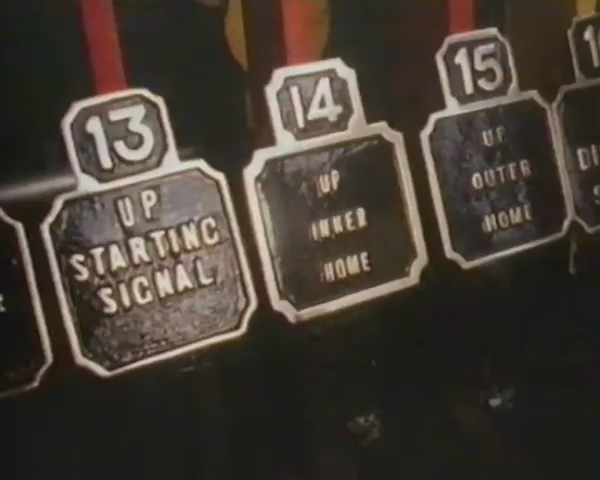 13
UP
STARTING
SIGNAL
14
UP
INNER
HOME
15
UP
OUTER
HOME